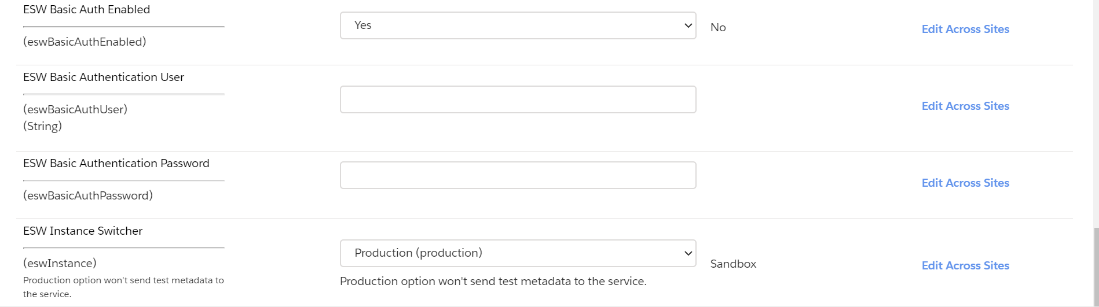 ESW Basic Auth Enabled
Yes
No
Edit Across Sites
(eswBasicAuthEnabled)
ESW Basic Authentication User
(eswBasicAuthUser)
Edit Across Sites
(String)
ESW Basic Authentication Password
(eswBasicAuthPassword)
Edit Across Sites
ESW Instance Switcher
Production (production)
(eswInstance)
Sandbox
Edit Across Sites
Production option won't send test metadata to
the service.
Production option won't send test metadata to the service.